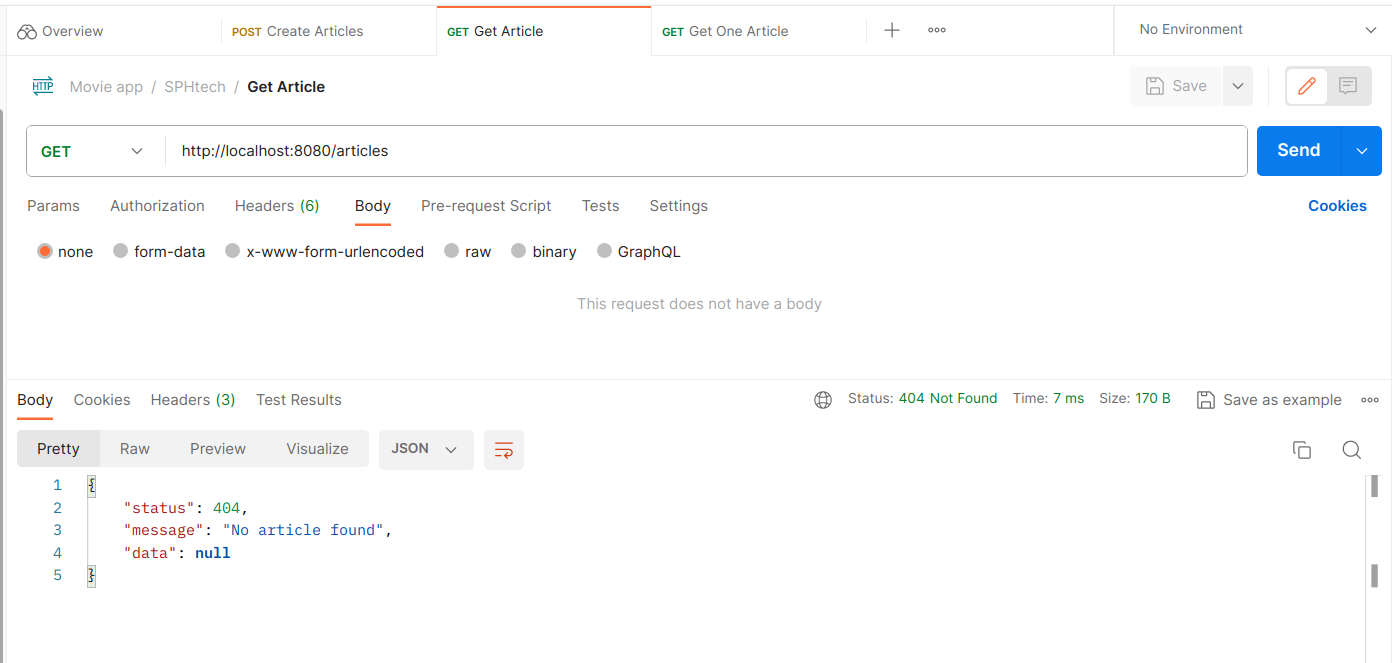 Overview POST Create Articles GET Get Article GET Get One Article No Environment
HTTP Movie app / SPHtech / Get Article Save
GET http://localhost:8080/articles Send
Params Authorization Headers (6) Body Pre-request Script Tests Settings Cookies
none form-data x-www-form-urlencoded raw binary GraphQL
This request does not have a body
Body Cookies Headers (3) Test Results Status: 404 Not Found Time: 7 ms Size: 170 B Save as example
Pretty Raw Preview Visualize JSON
1 {
2 "status": 404,
3 "message": "No article found",
4 "data": null
5 }